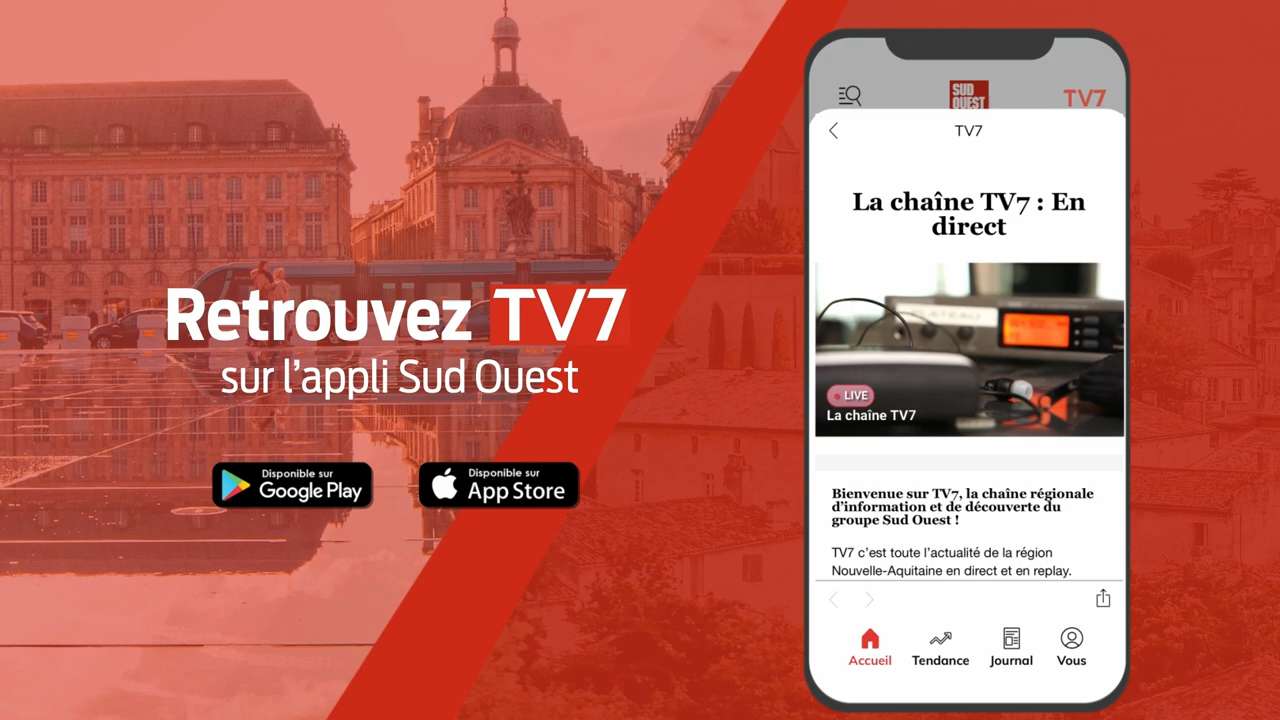 Retrouvez TV7
sur l'appli Sud Ouest
Disponible sur
Google Play
Disponible sur
App Store
SUD
OUEST
TV7
TV7
La chaîne TV7 : En
direct
PLATEAU
LIVE
La chaîne TV7
Bienvenue sur TV7, la chaîne régionale
d'information et de découverte du
groupe Sud Ouest !
TV7 c'est toute l'actualité de la région
Nouvelle-Aquitaine en direct et en replay.
Accueil
Tendance
Journal
Vous